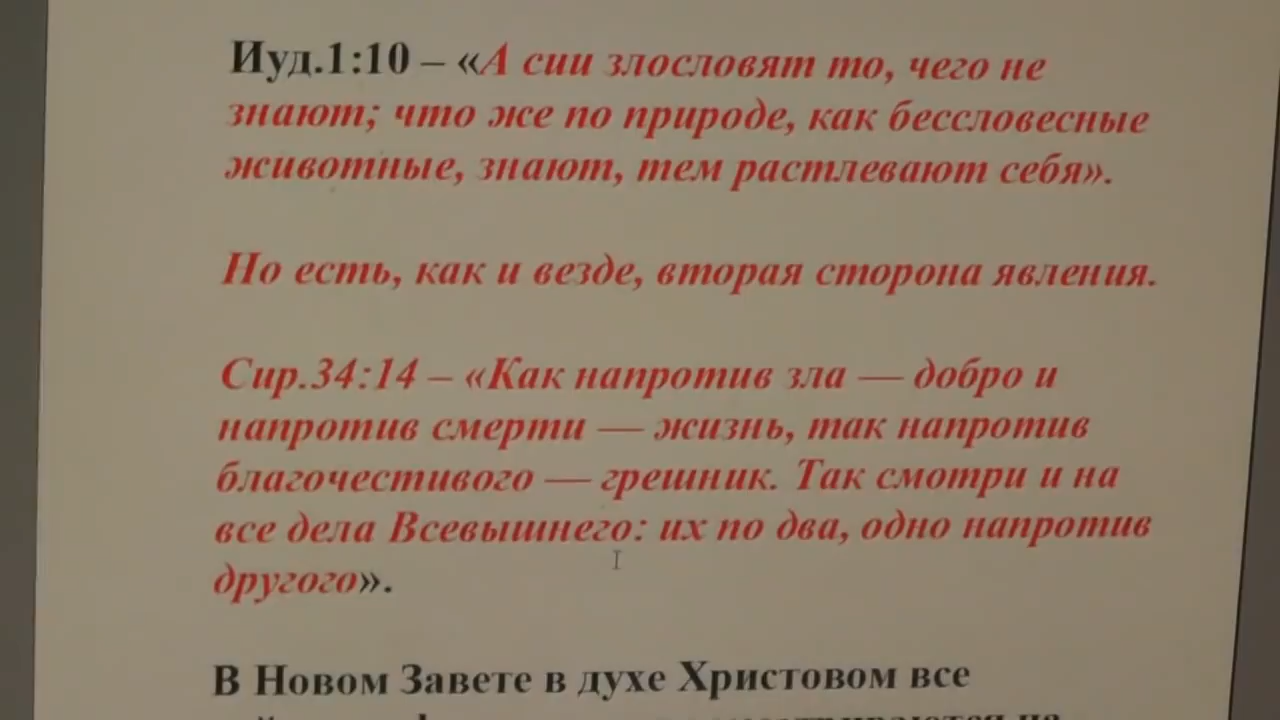 Иуд.1:10 – «А сии злословят то, чего не
знают; что же по природе, как бессловесные
животные, знают, тем растлевают себя».
Но есть, как и везде, вторая сторона явления.
Сир.34:14 – «Как напротив зла — добро и
напротив смерти — жизнь, так напротив
благочестивого — грешник. Так смотри и на
все дела Всевышнего: их по два, одно напротив
другого».
В Новом Завете в духе Христовом все